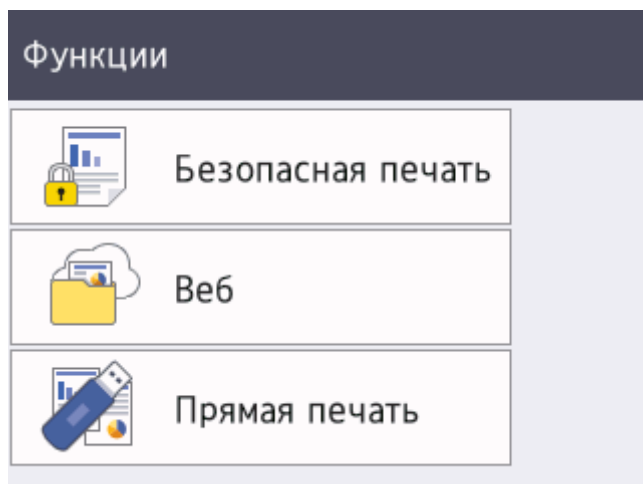 Функции
Безопасная печать
Веб
Прямая печать